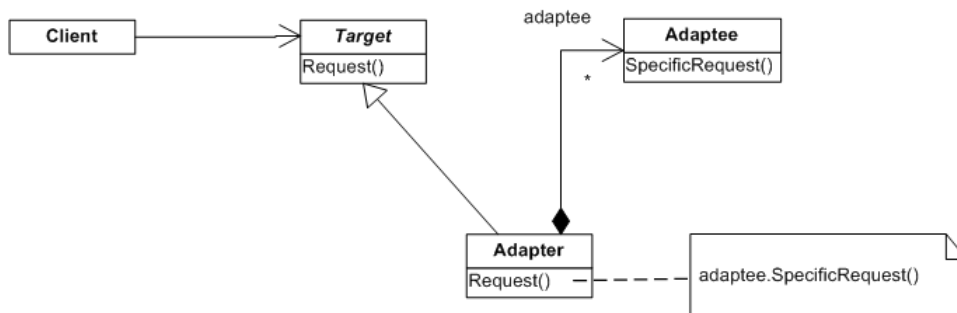 Client
Target
Request()
adaptee
*
Adaptee
SpecificRequest()
Adapter
Request()
adaptee.SpecificRequest()